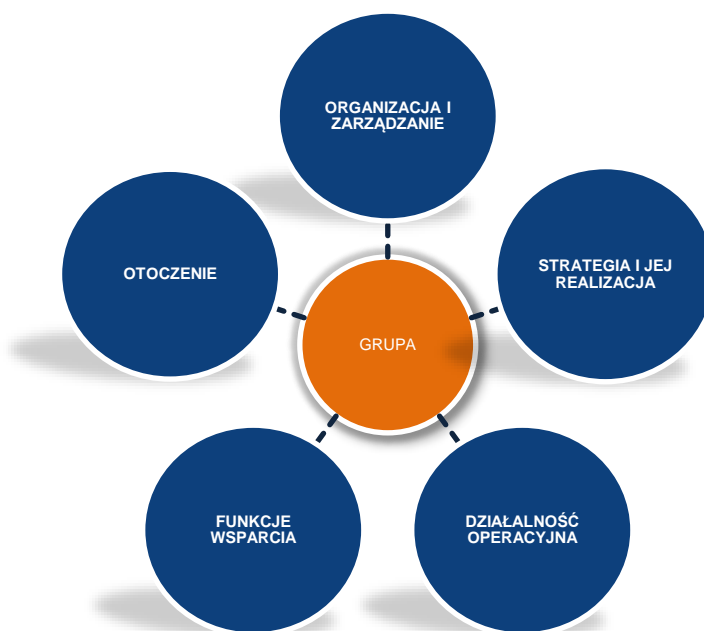 ORGANIZACJA I
ZARZĄDZANIE
OTOCZENIE
STRATEGIA I JEJ
REALIZACJA
GRUPA
FUNKCJE
WSPARCIA
DZIAŁALNOŚĆ
OPERACYJNA